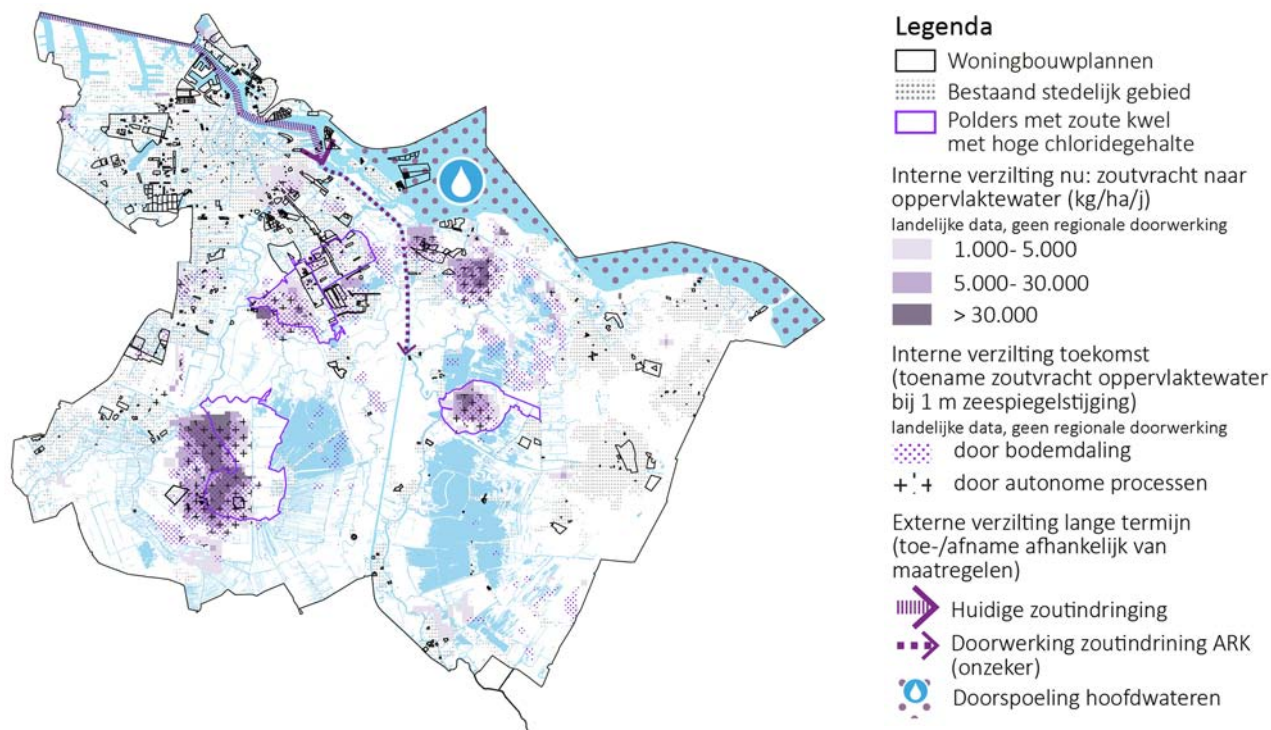 Legenda
Woningbouwplannen
Bestaand stedelijk gebied
Polders met zoute kwel
met hoge chloridegehalte
Interne verzilting nu: zoutvracht naar
oppervlaktewater (kg/ha/j)
landelijke data, geen regionale doorwerking
1.000- 5.000
5.000- 30.000
> 30.000
Interne verzilting toekomst
(toename zoutvracht oppervlaktewater
bij 1 m zeespiegelstijging)
landelijke data, geen regionale doorwerking
door bodemdaling
door autonome processen
Externe verzilting lange termijn
(toe-/afname afhankelijk van
maatregelen)
Huidige zoutindringing
Doorwerking zoutindrining ARK
(onzeker)
Doorspoeling hoofdwateren